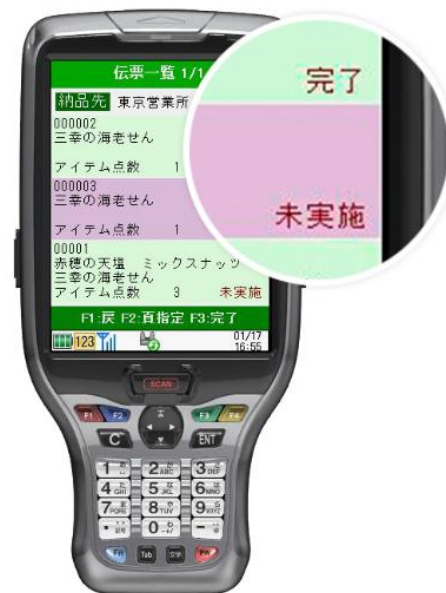 伝票一覧 1/1
納品先 東京営業所
000002
三幸の海老せん
アイテム点数 1
完了
000003
三幸の海老せん
アイテム点数 1
未実施
00001
赤穂の天塩 ミックスナッツ
三幸の海老せん
アイテム点数 3 未実施
F1:戻 F2:直指定 F3:完了
123
01/17
16:55
SCAN
F1 F2 F3 F4
C ENT
1 2 ABC 3 DEF
4 GHI 5 JKL 6 MNO
7 PQRS 8 TUV 9 WXYZ
0 -
Fn Tab 文字 PW